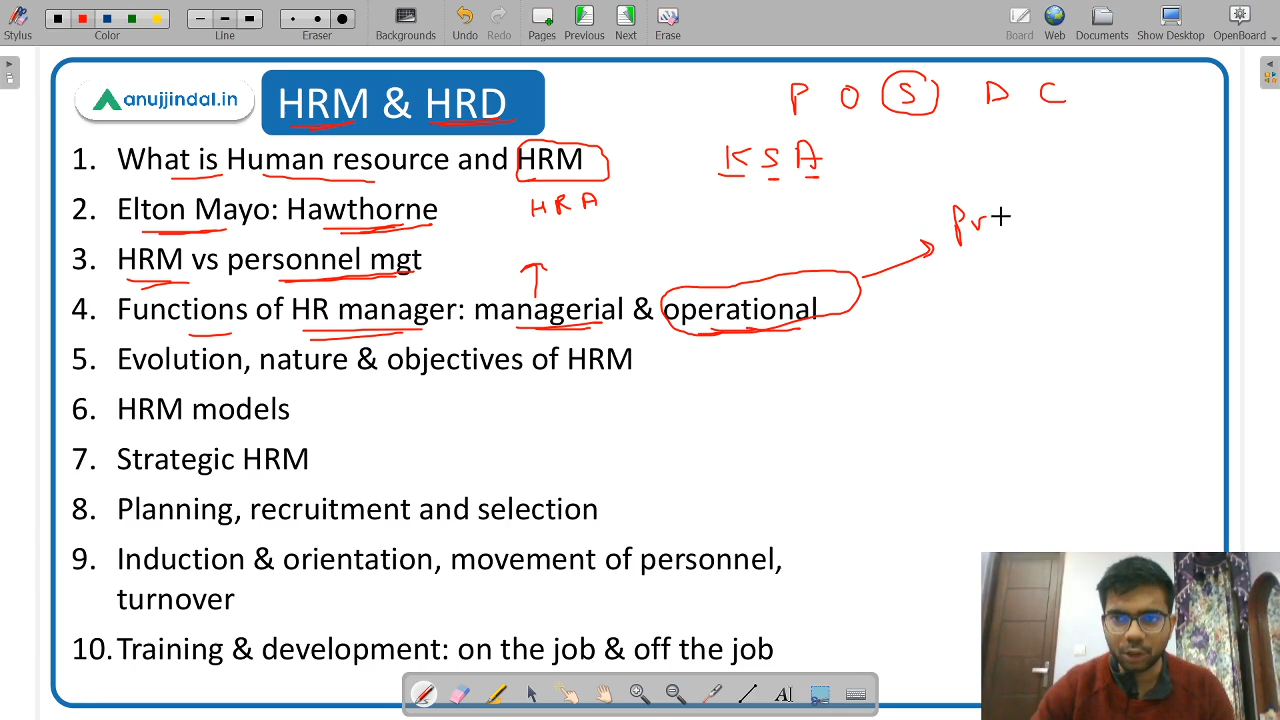 Stylus
Color
Line
Eraser
Backgrounds
Undo
Redo
Pages
Previous
Next
Erase
Board
Web
Documents
Show Desktop
OpenBoard
anujjindal.in
HRM & HRD
P O S D C
1. What is Human resource and HRM
K S A
HRA
2. Elton Mayo: Hawthorne
Pr
3. HRM vs personnel mgt
4. Functions of HR manager: managerial & operational
5. Evolution, nature & objectives of HRM
6. HRM models
7. Strategic HRM
8. Planning, recruitment and selection
9. Induction & orientation, movement of personnel,
turnover
10. Training & development: on the job & off the job